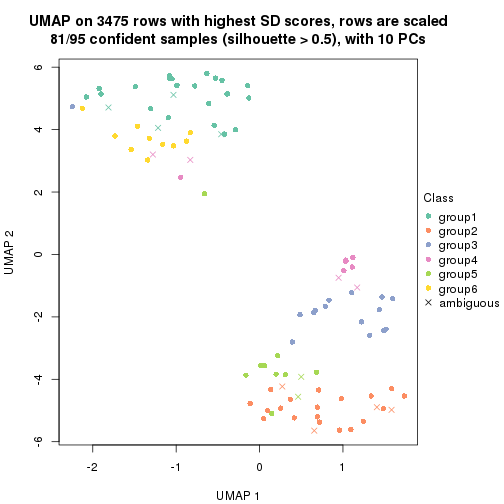 UMAP on 3475 rows with highest SD scores, rows are scaled
81/95 confident samples (silhouette > 0.5), with 10 PCs
6
4
2
0
-2
-4
-6
UMAP 2
-2
-1
0
1
UMAP 1
Class
group1
group2
group3
group4
group5
group6
ambiguous